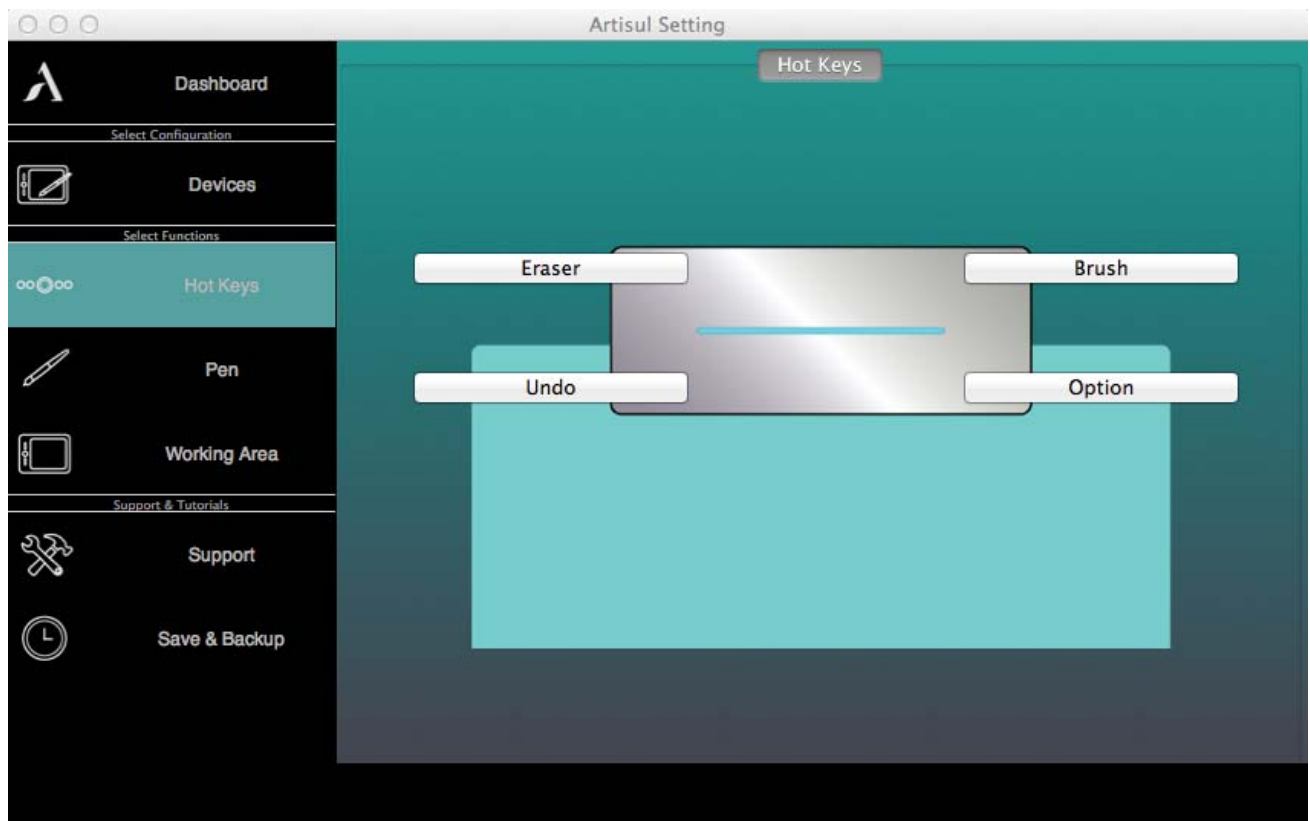 Artisul Setting
Dashboard
Select Configuration
Devices
Select Functions
Hot Keys
Pen
Working Area
Support & Tutorials
Support
Save & Backup
Hot Keys
Eraser
Brush
Undo
Option